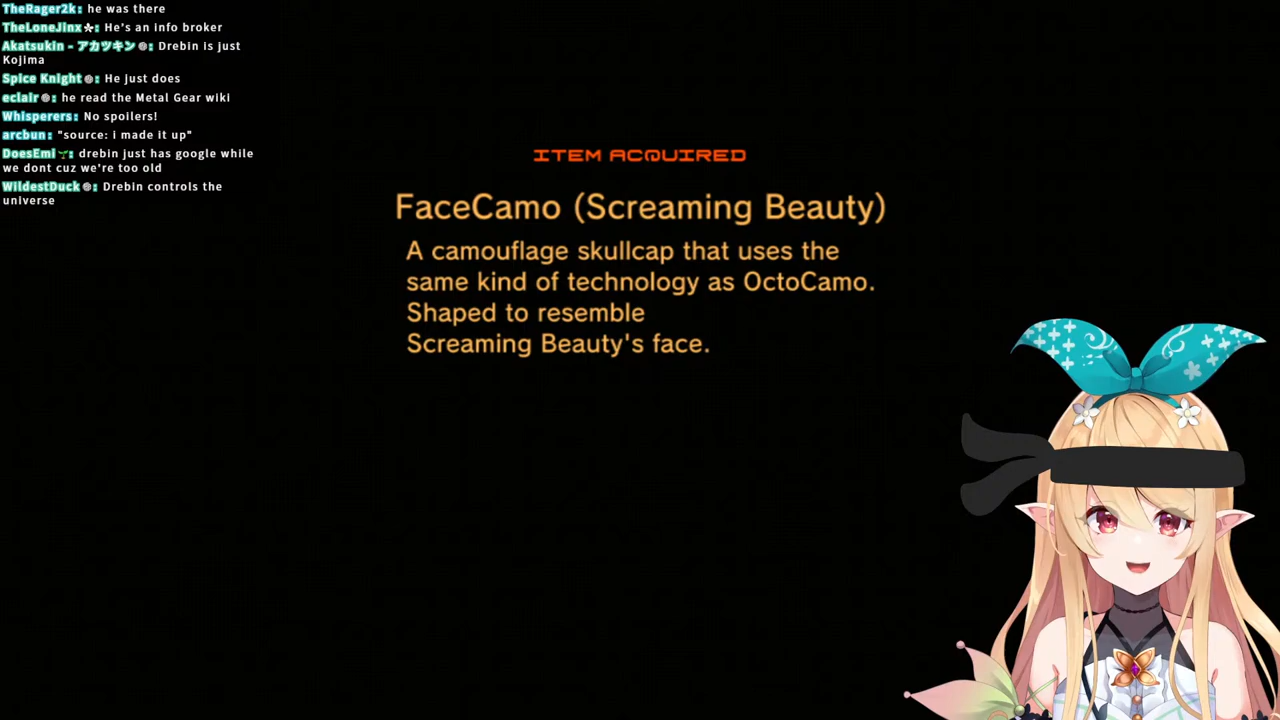 TheRager2k: he was there
TheLoneJinx: He's an info broker
Akatsukin - アカツキン: Drebin is just
Kojima
Spice Knight: He just does
eclair: he read the Metal Gear wiki
Whisperers: No spoilers!
arcbun: "source: i made it up"
DoesEmi: drebin just has google while
we dont cuz we're too old
WildestDuck: Drebin controls the
universe
ITEM ACQUIRED
FaceCamo (Screaming Beauty)
A camouflage skullcap that uses the
same kind of technology as OctoCamo.
Shaped to resemble
Screaming Beauty's face.